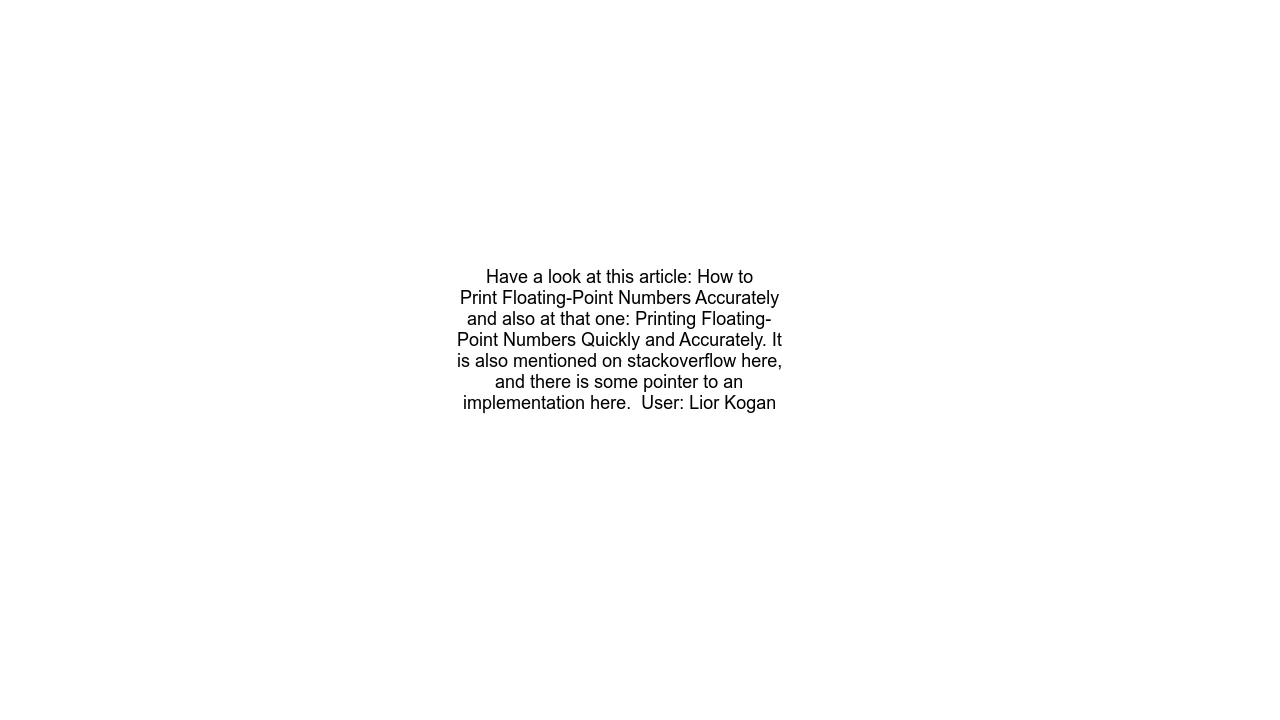 Have a look at this article: How to
Print Floating-Point Numbers Accurately
and also at that one: Printing Floating-
Point Numbers Quickly and Accurately. It
is also mentioned on stackoverflow here,
and there is some pointer to an
implementation here.  User: Lior Kogan